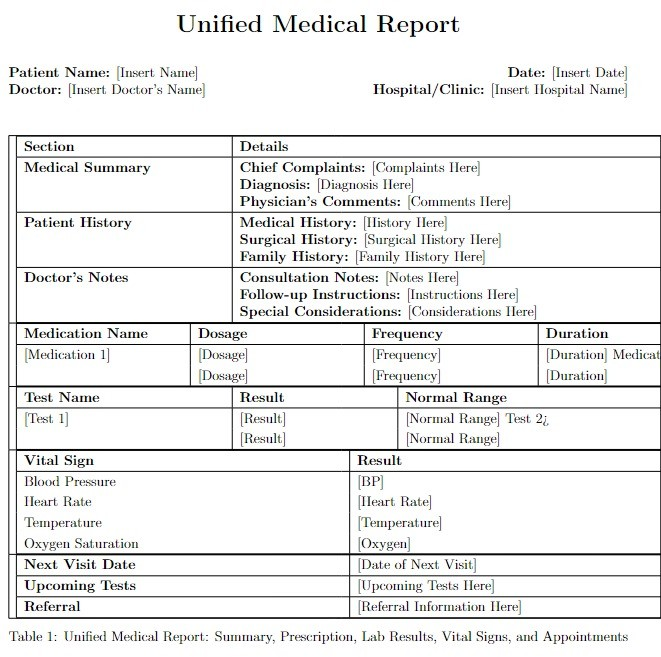 Unified Medical Report
Patient Name: [Insert Name] Date: [Insert Date]
Doctor: [Insert Doctor's Name] Hospital/Clinic: [Insert Hospital Name]
Section Details
Medical Summary Chief Complaints: [Complaints Here]
Diagnosis: [Diagnosis Here]
Physician's Comments: [Comments Here]
Patient History Medical History: [History Here]
Surgical History: [Surgical History Here]
Family History: [Family History Here]
Doctor's Notes Consultation Notes: [Notes Here]
Follow-up Instructions: [Instructions Here]
Special Considerations: [Considerations Here]
Medication Name Dosage Frequency Duration
[Medication 1] [Dosage] [Frequency] [Duration] Medicat
[Dosage] [Frequency] [Duration]
Test Name Result Normal Range
[Test 1] [Result] [Normal Range] Test 2¿
[Result] [Normal Range]
Vital Sign Result
Blood Pressure [BP]
Heart Rate [Heart Rate]
Temperature [Temperature]
Oxygen Saturation [Oxygen]
Next Visit Date [Date of Next Visit]
Upcoming Tests [Upcoming Tests Here]
Referral [Referral Information Here]
Table 1: Unified Medical Report: Summary, Prescription, Lab Results, Vital Signs, and Appointments